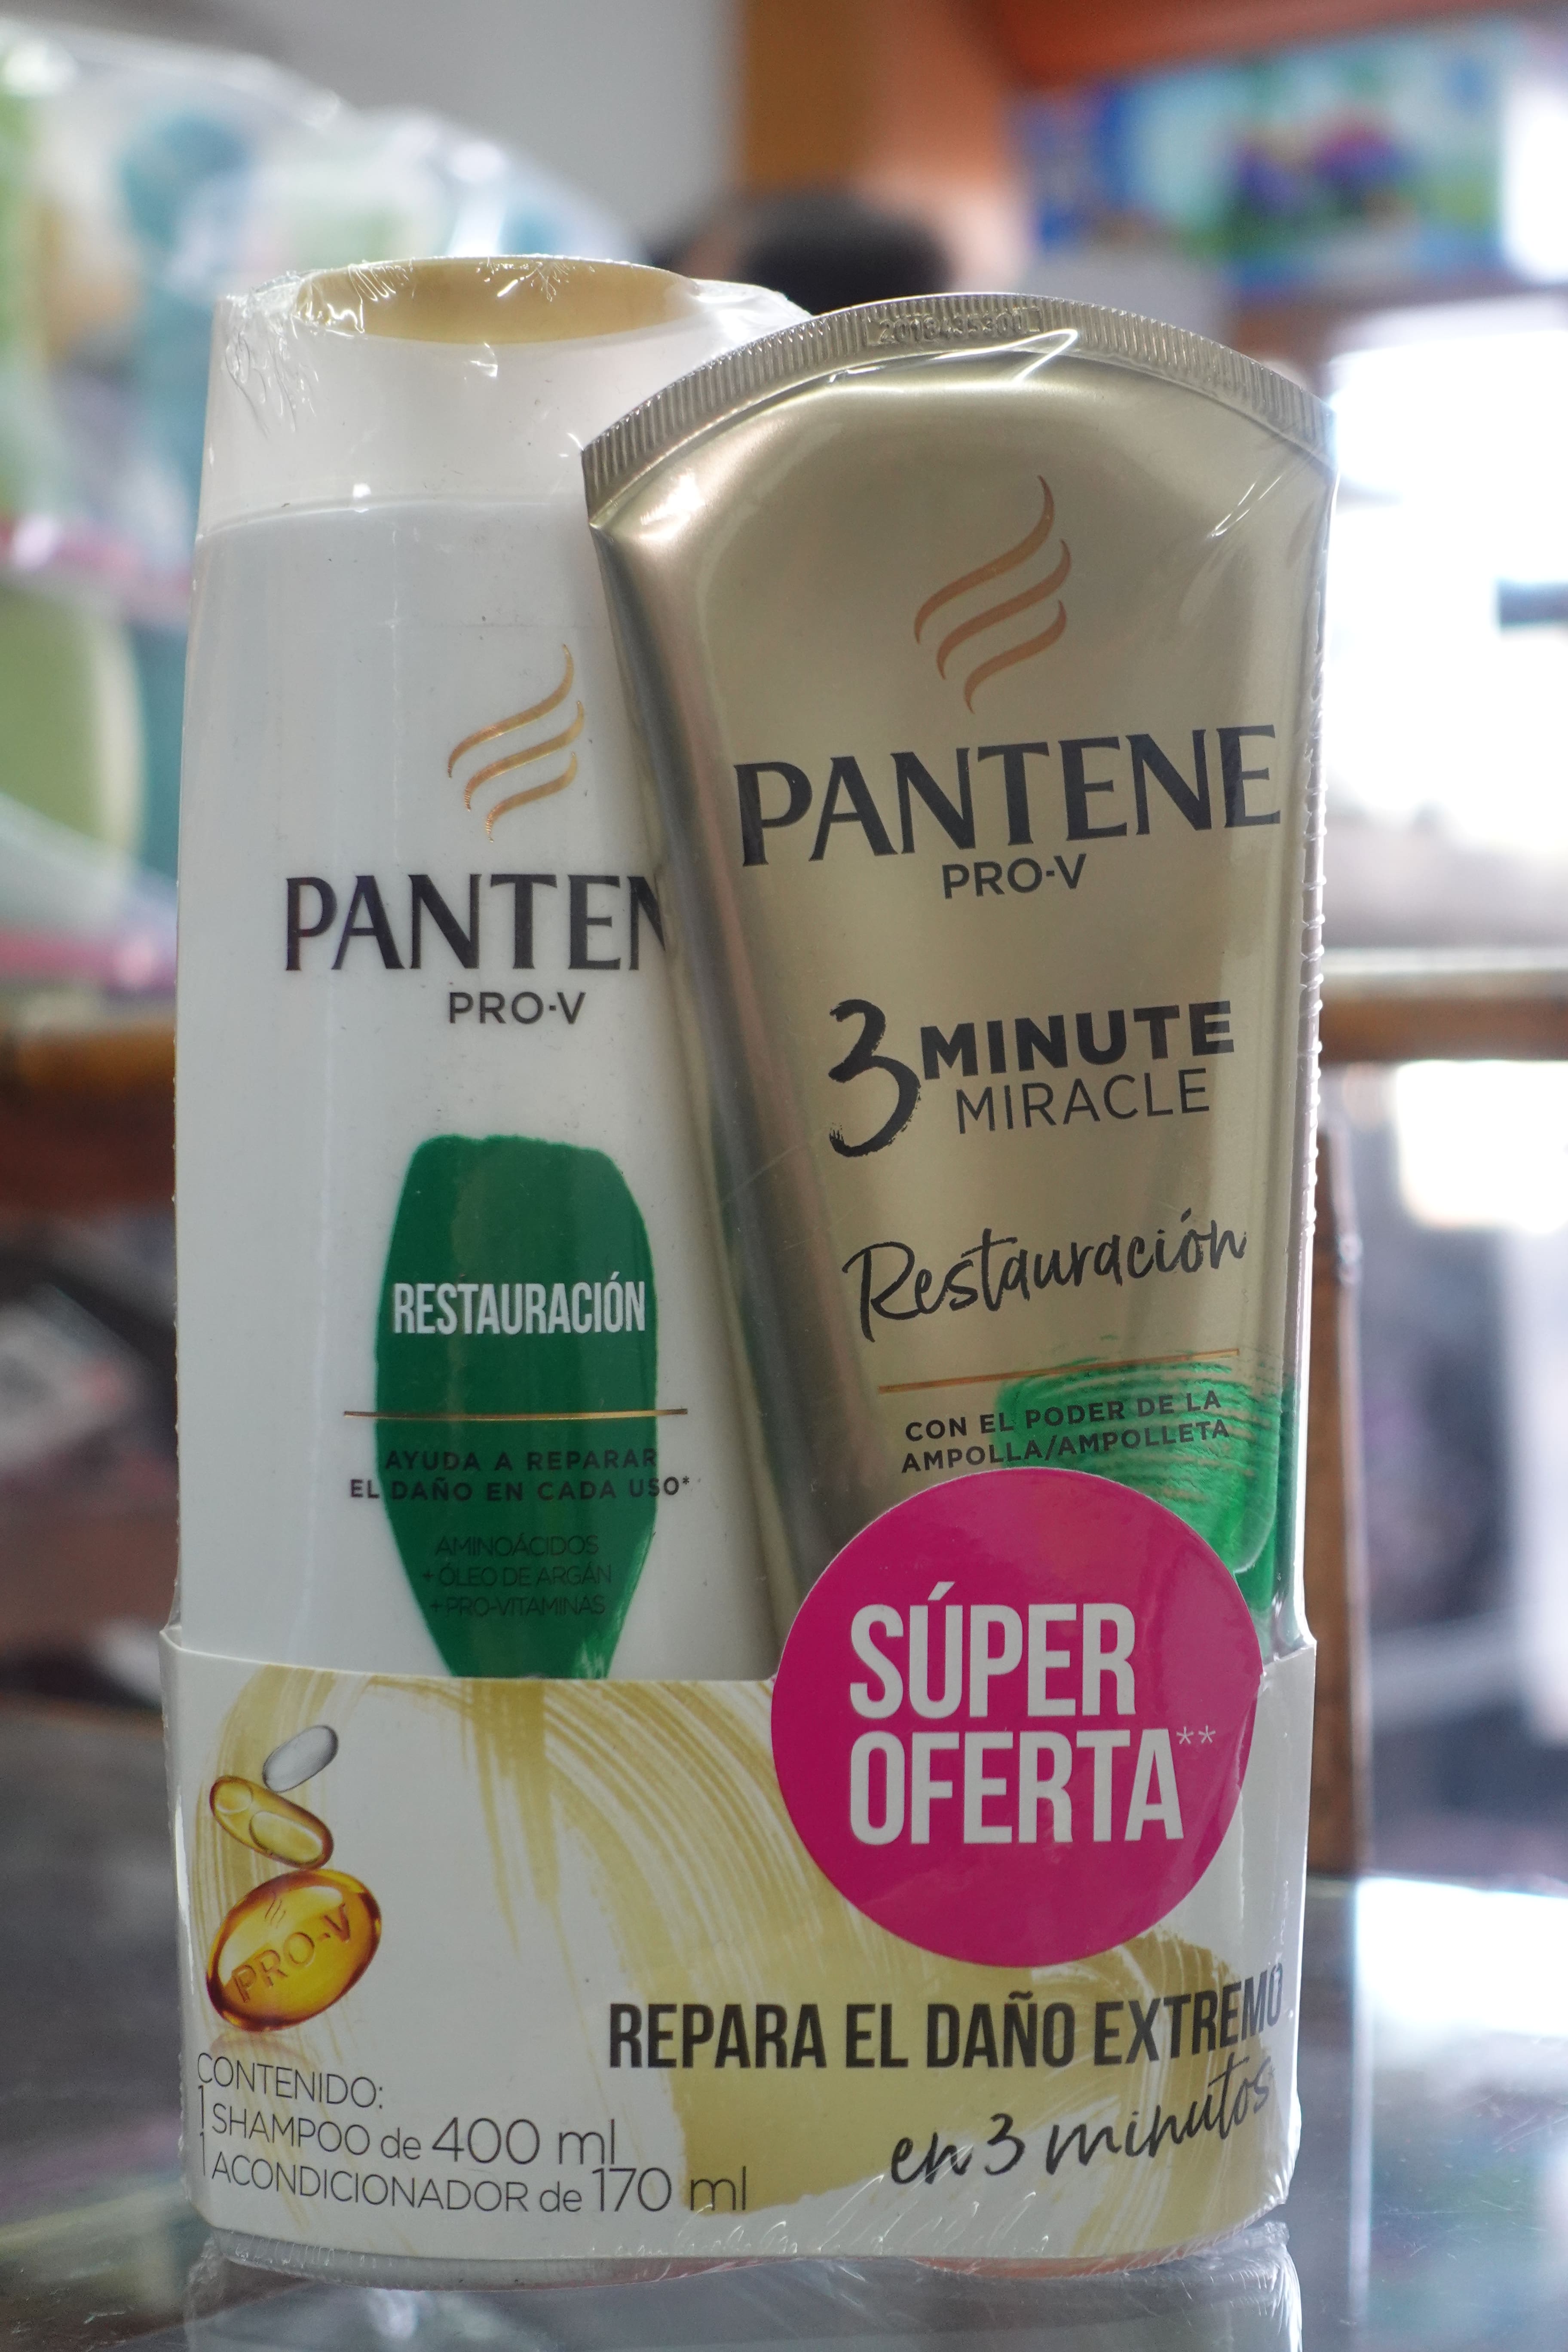 PANTEN
PRO-V
RESTAURACIÓN
AYUDA A REPARAR
EL DAÑO EN CADA USO*
AMINOÁCIDOS
+ ÓLEO DE ARGÁN
+ PRO-VITAMINAS
PANTENE
PRO-V
3 MINUTE
MIRACLE
Restauración
CON EL PODER DE LA
AMPOLLA/AMPOLLETA
SÚPER
OFERTA**
PRO-V
REPARA EL DAÑO EXTREMO
en 3 minutos
CONTENIDO:
1 SHAMPOO de 400 ml
1 ACONDICIONADOR de 170 ml